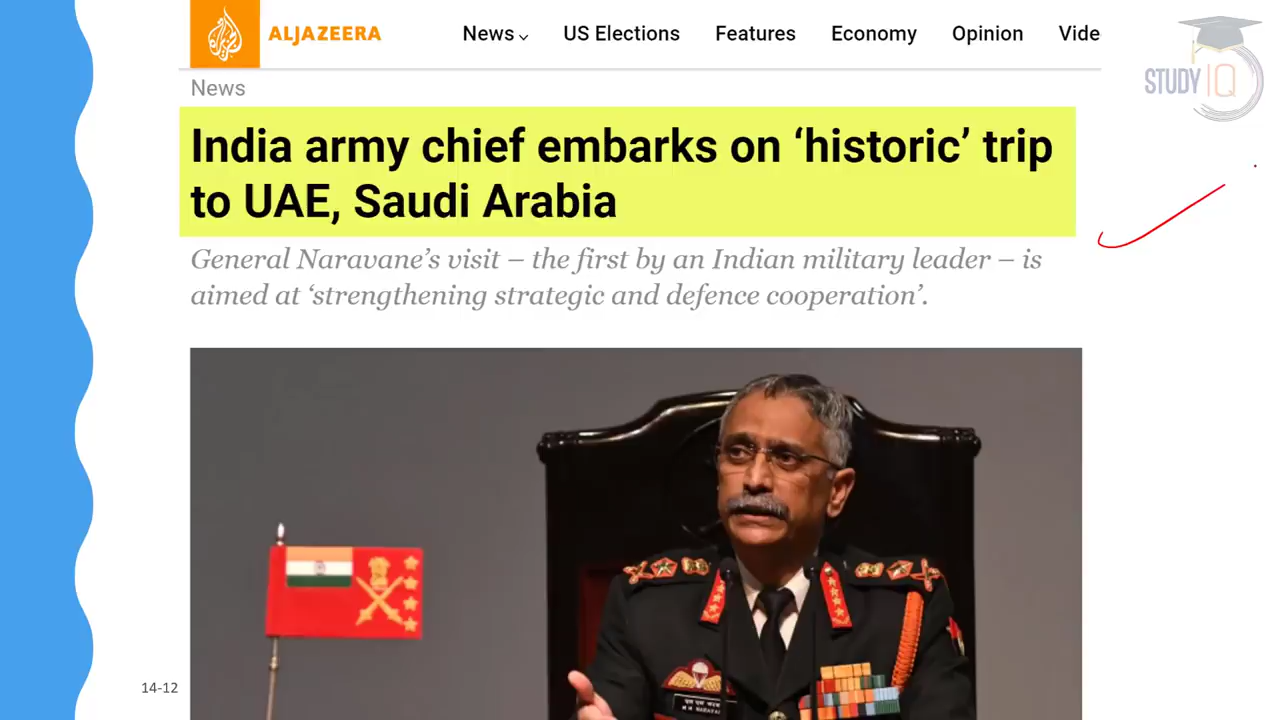 ALJAZEERA
News US Elections Features Economy Opinion Vide
STUDY IQ
News
India army chief embarks on ‘historic’ trip
to UAE, Saudi Arabia
General Naravane’s visit – the first by an Indian military leader – is
aimed at ‘strengthening strategic and defence cooperation’.
14-12